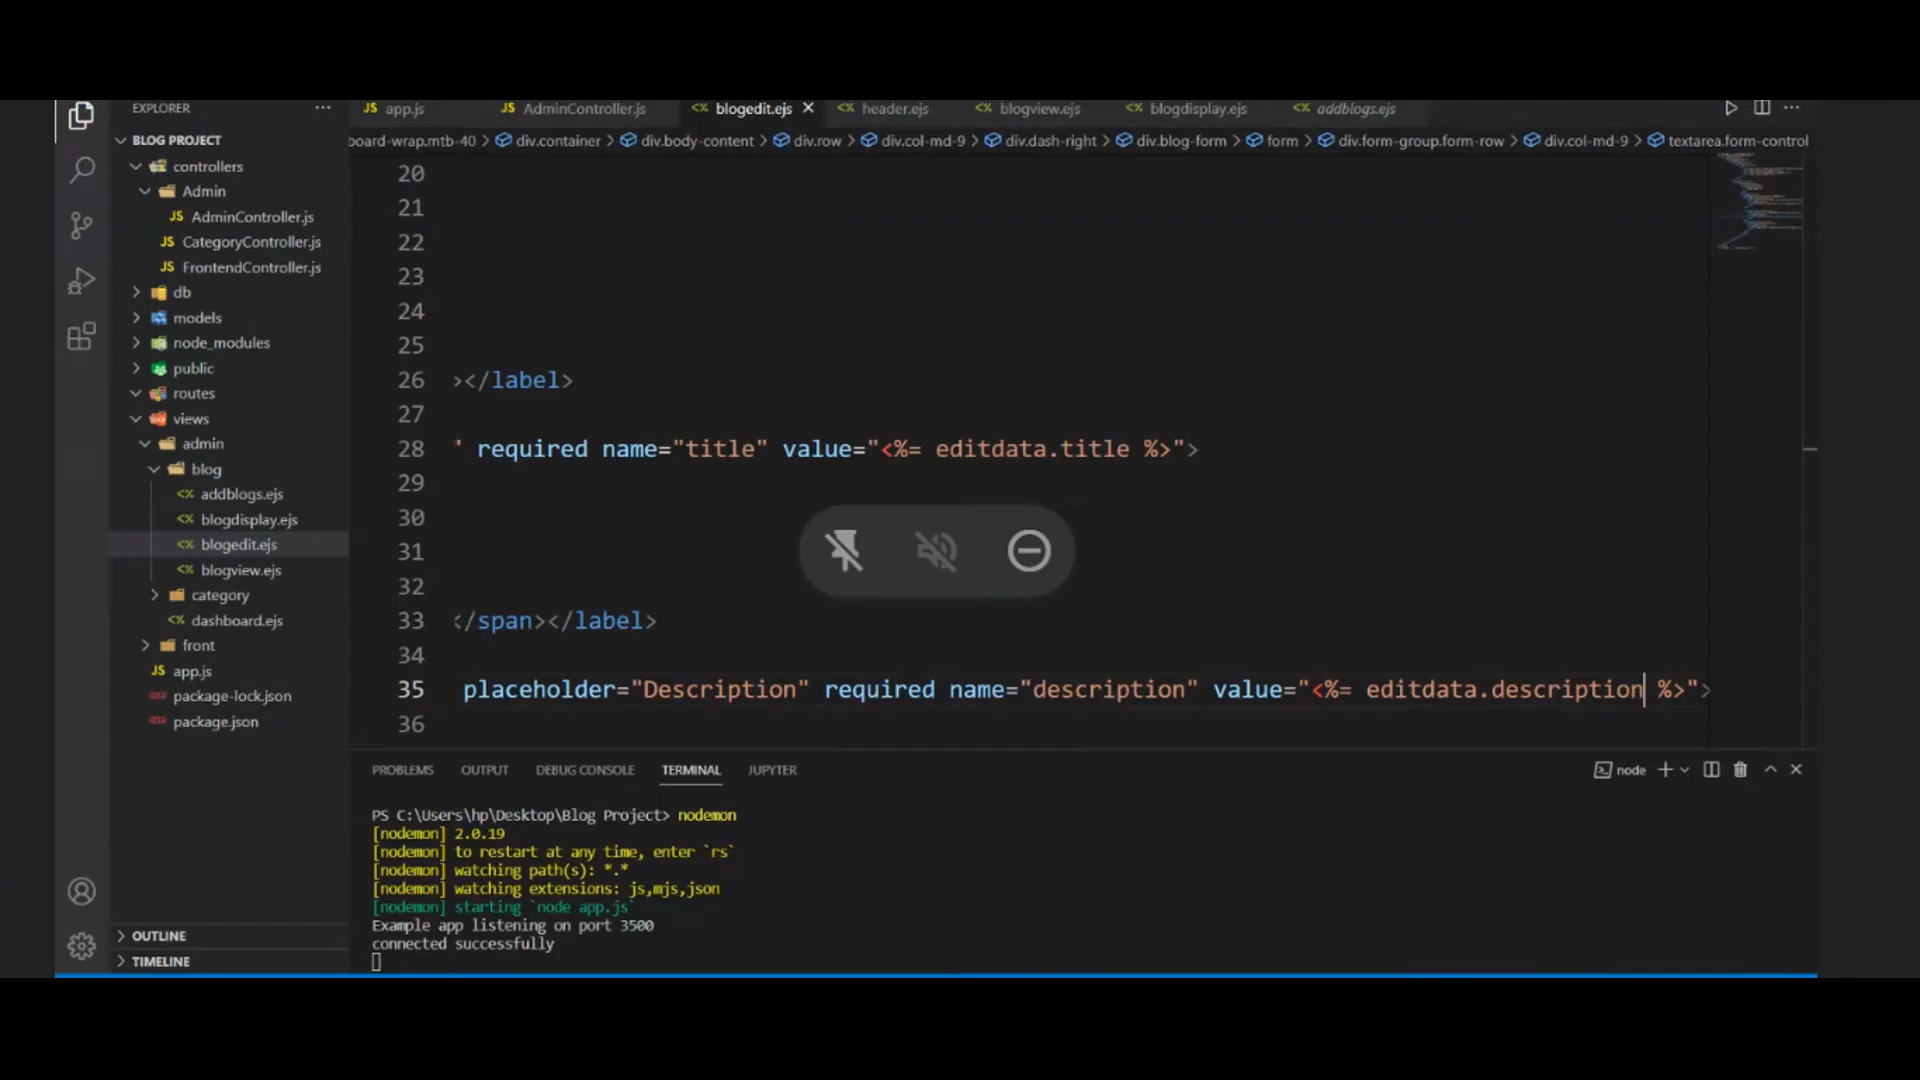 EXPLORER
BLOG PROJECT
controllers
Admin
JS AdminController.js
JS CategoryController.js
JS FrontendController.js
db
models
node_modules
public
routes
views
admin
blog
<% addblogs.ejs
<% blogdisplay.ejs
<% blogedit.ejs
<% blogview.ejs
category
<% dashboard.ejs
front
JS app.js
package-lock.json
package.json
OUTLINE
TIMELINE
JS app.js JS AdminController.js <% blogedit.ejs <% header.ejs <% blogview.ejs <% blogdisplay.ejs <% addblogs.ejs
board-wrap.mtb-40 > div.container > div.body-content > div.row > div.col-md-9 > div.dash-right > div.blog-form > form > div.form-group.form-row > div.col-md-9 > textarea.form-control
20
21
22
23
24
25
26 ></label>
27
28 " required name="title" value="<%= editdata.title %>">
29
30
31
32
33 </span></label>
34
35 placeholder="Description" required name="description" value="<%= editdata.description %>">
36
PROBLEMS OUTPUT DEBUG CONSOLE TERMINAL JUPYTER
node
PS C:\Users\hp\Desktop\Blog Project> nodemon
[nodemon] 2.0.19
[nodemon] to restart at any time, enter `rs`
[nodemon] watching path(s): *.*
[nodemon] watching extensions: js,mjs,json
[nodemon] starting `node app.js`
Example app listening on port 3500
connected successfully